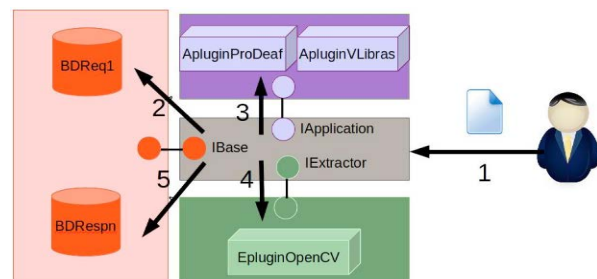 BDReq1
ApluginProDeaf
ApluginVLibras
2
3
IApplication
IBase
IExtractor
1
5
4
BDRespn
EpluginOpenCV